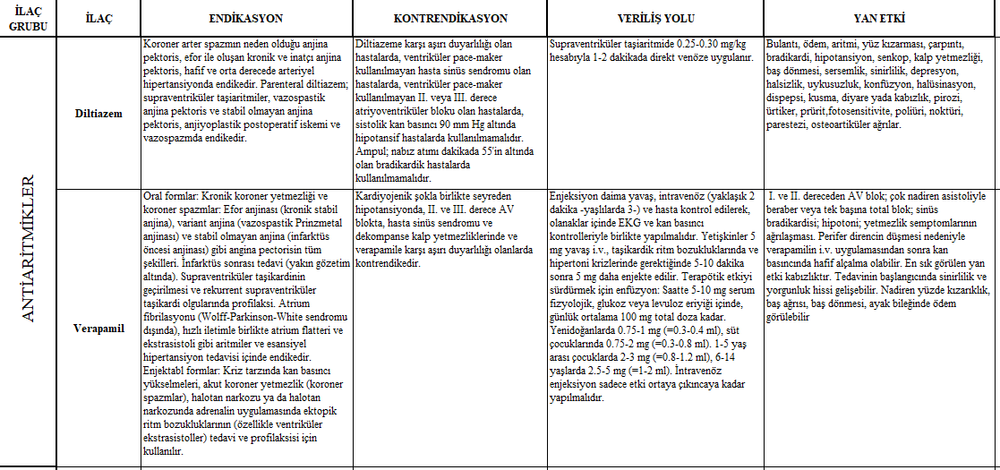 İLAÇ
GRUBU
İLAÇ
ENDİKASYON
KONTRENDİKASYON
VERİLİŞ YOLU
YAN ETKİ
ANTİARİTMİKLER
Diltiazem
Koroner arter spazmın neden olduğu anjina
pektoris, efor ile oluşan kronik ve inatçı anjina
pektoris, hafif ve orta derecede arteriyel
hipertansiyonda endikedir. Parenteral diltiazem;
supraventriküler taşiaritmiler, vazospastik
anjina pektoris ve stabil olmayan anjina
pektoris, anjiyoplastik postoperatif iskemi ve
vazospazmda endikedir.
Diltiazeme karşı aşırı duyarlılığı olan
hastalarda, ventriküler pace-maker
kullanılmayan hasta sinüs sendromu olan
hastalarda, ventriküler pace-maker
kullanılmayan II. veya III. derece
atriyoventriküler bloku olan hastalarda,
sistolik kan basıncı 90 mm Hg altında
hipotansif hastalarda kullanılmamalıdır.
Ampul; nabız atımı dakikada 55'in altında
olan bradikardik hastalarda
kullanılmamalıdır.
Supraventriküler taşiaritmide 0.25-0.30 mg/kg
hesabıyla 1-2 dakikada direkt venöze uygulanır.
Bulantı, ödem, aritmi, yüz kızarması, çarpıntı,
bradikardi, hipotansiyon, senkop, kalp yetmezliği,
baş dönmesi, sersemlik, sinirlilik, depresyon,
halsizlik, uykusuzluk, konfüzyon, halüsinasyon,
dispepsi, kusma, diyare yada kabızlık, pirozi,
ürtiker, prürit,fotosensitivite, poliüri, noktüri,
parestezi, osteoartiküler ağrılar.
Verapamil
Oral formlar: Kronik koroner yetmezliği ve
koroner spazmlar: Efor anjinası (kronik stabil
anjina), variant anjina (vazospastik Prinzmetal
anjinası) ve stabil olmayan anjina (infarktüs
öncesi anjinası) gibi angina pectorisin tüm
şekilleri. İnfarktüs sonrası tedavi (yakın gözetim
altında). Supraventriküler taşikardinin
geçirilmesi ve rekurrent supraventriküler
taşikardi olgularında profilaksi. Atrium
fibrilasyonu (Wolff-Parkinson-White sendromu
dışında), hızlı iletimle birlikte atrium flatteri ve
ekstrasistoli gibi aritmiler ve esansiyel
hipertansiyon tedavisi içinde endikedir.
Enjektabl formlar: Kriz tarzında kan basıncı
yükselmeleri, akut koroner yetmezlik (koroner
spazmlar), halotan narkozu ya da halotan
narkozunda adrenalin uygulamasında ektopik
ritm bozukluklarının (özellikle ventriküler
ekstrasistoller) tedavi ve profilaksisi için
kullanılır.
Kardiyojenik şokla birlikte seyreden
hipotansiyonda, II. ve III. derece AV
blokta, hasta sinüs sendromu ve
dekompanse kalp yetmezliklerinde ve
verapamile karşı aşırı duyarlılığı olanlarda
kontrendikedir.
Enjeksiyon daima yavaş, intravenöz (yaklaşık 2
dakika -yaşlılarda 3-) ve hasta kontrol edilerek,
olanaklar içinde EKG ve kan basıncı
kontrolleriyle birlikte yapılmalıdır. Yetişkinler 5
mg yavaş i.v., taşikardik ritm bozukluklarında ve
hipertoni krizlerinde gerektiğinde 5-10 dakika
sonra 5 mg daha enjekte edilir. Terapötik etkiyi
sürdürmek için enfüzyon: Saatte 5-10 mg serum
fizyolojik, glukoz veya levuloz eriyiği içinde,
günlük ortalama 100 mg total doza kadar.
Yenidoğanlarda 0.75-1 mg (=0.3-0.4 ml), süt
çocuklarında 0.75-2 mg (=0.3-0.8 ml). 1-5 yaş
arası çocuklarda 2-3 mg (=0.8-1.2 ml), 6-14
yaşlarda 2.5-5 mg (=1-2 ml). İntravenöz
enjeksiyon sadece etki ortaya çıkıncaya kadar
yapılmalıdır.
I. ve II. dereceden AV blok; çok nadiren asistoliyle
beraber veya tek başına total blok; sinüs
bradikardisi; hipotoni; yetmezlik semptomlarının
ağrılaşması. Perifer direncin düşmesi nedeniyle
verapamilin i.v. uygulamasından sonra kan
basıncında hafif alçalma olabilir. En sık görülen yan
etki kabızlıktır. Tedavinin başlangıcında sinirlilik ve
yorgunluk hissi gelişebilir. Nadiren yüzde kızarıklık,
baş ağrısı, baş dönmesi, ayak bileğinde ödem
görülebilir